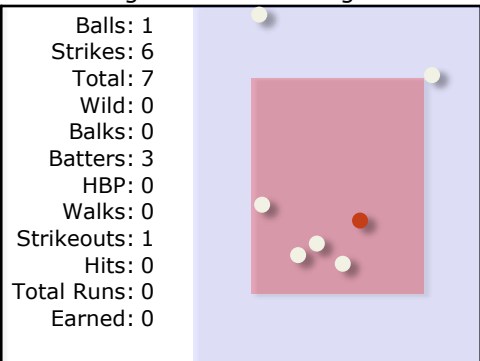 Balls: 1
Strikes: 6
Total: 7
Wild: 0
Balks: 0
Batters: 3
HBP: 0
Walks: 0
Strikeouts: 1
Hits: 0
Total Runs: 0
Earned: 0